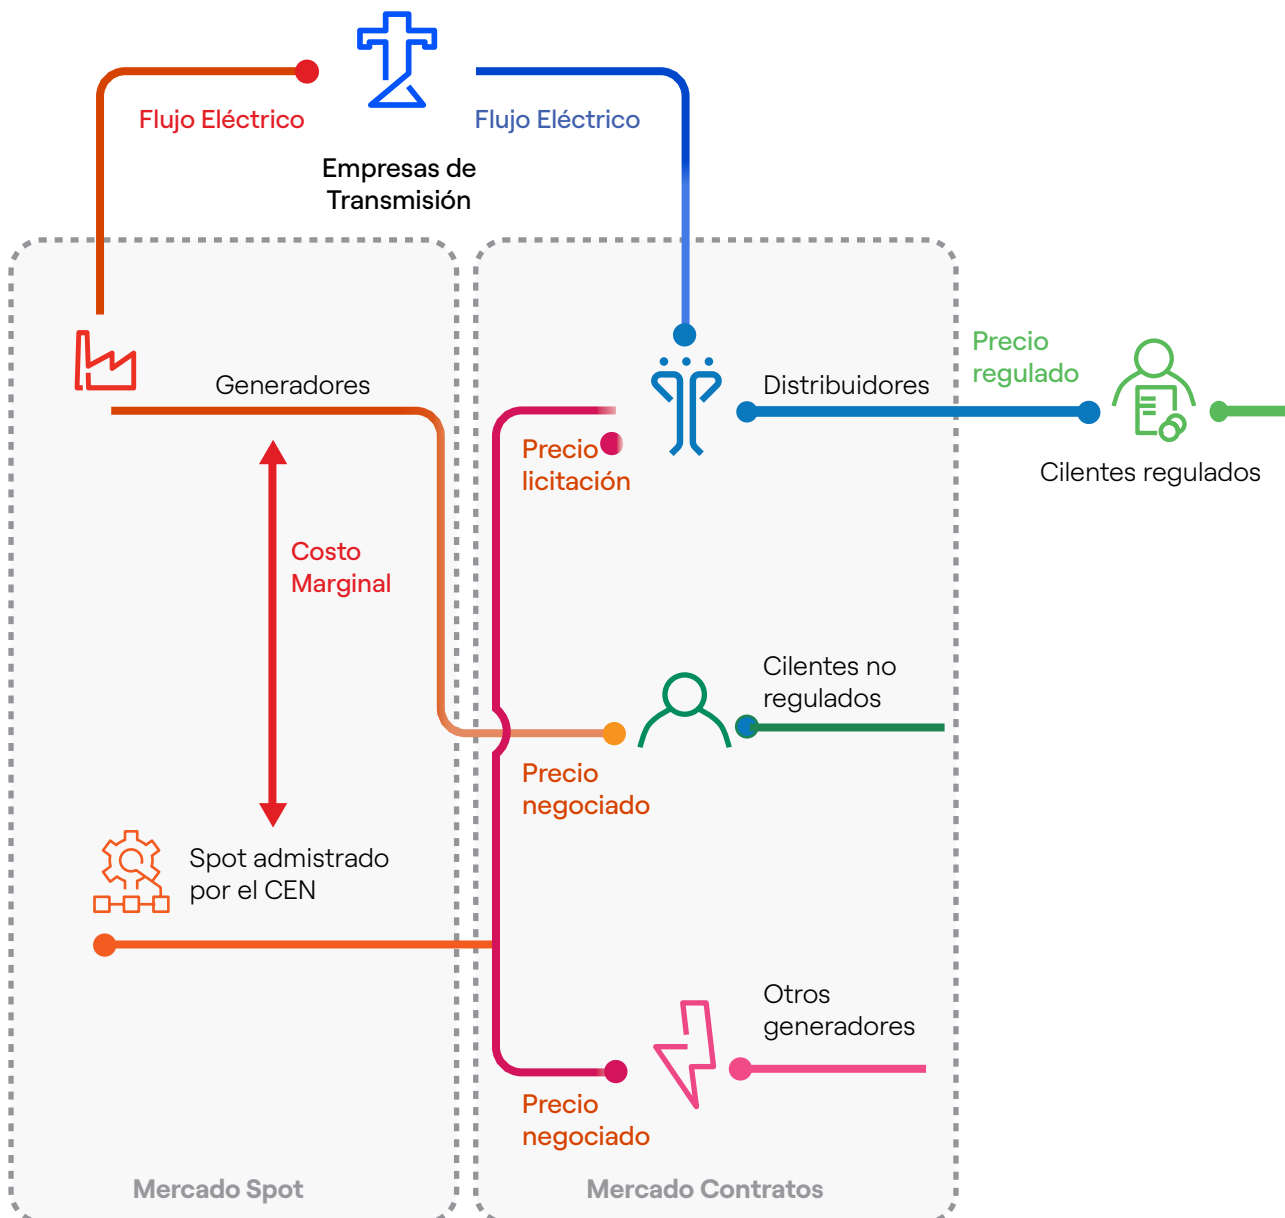 Flujo Eléctrico
Flujo Eléctrico
Empresas de
Transmisión
Generadores
Costo
Marginal
Spot admistrado
por el CEN
Mercado Spot
Distribuidores
Precio
licitación
Cilentes no
regulados
Precio
negociado
Otros
generadores
Precio
negociado
Mercado Contratos
Precio
regulado
Cilentes regulados